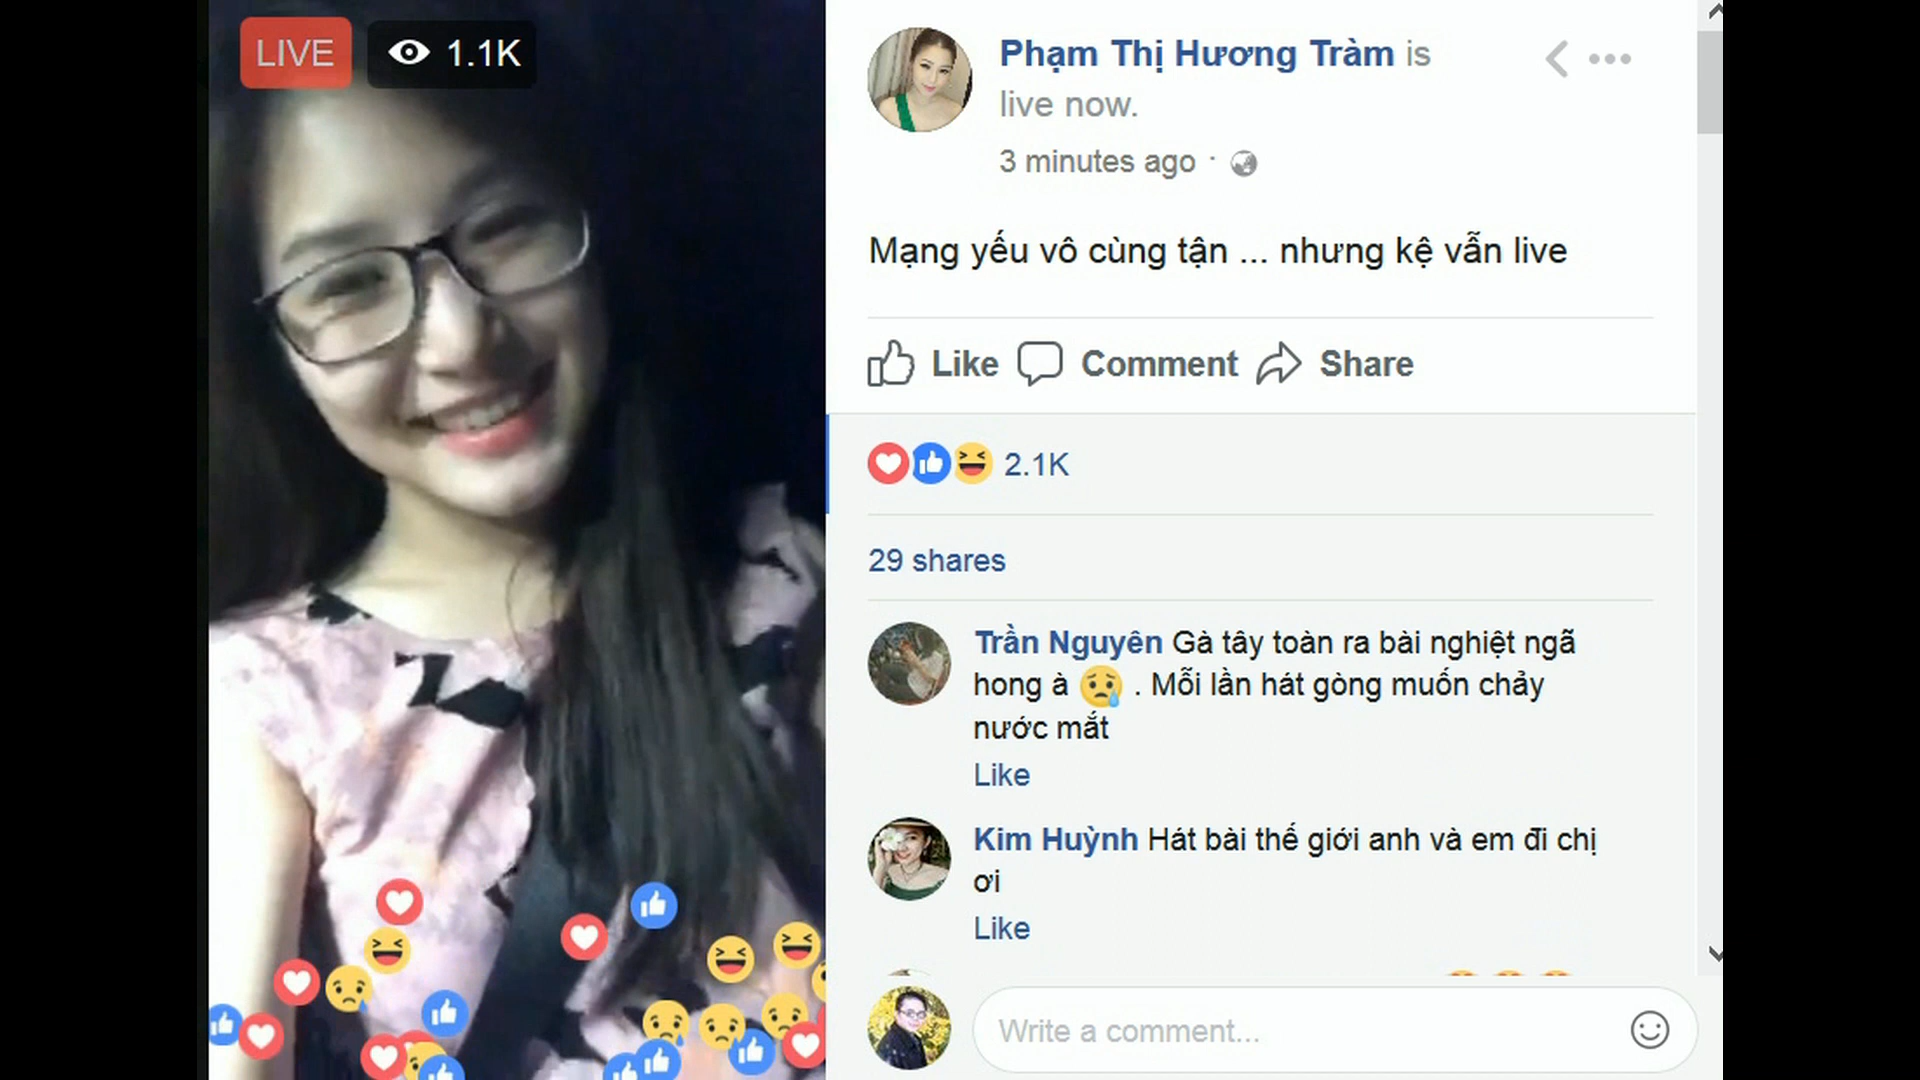 LIVE
1.1K
Phạm Thị Hương Tràm is
live now.
3 minutes ago ·
Mạng yếu vô cùng tận ... nhưng kệ vẫn live
Like Comment Share
2.1K
29 shares
Trần Nguyên Gà tây toàn ra bài nghiệt ngã
hong à 😢 . Mỗi lần hát gòng muốn chảy
nước mắt
Like
Kim Huỳnh Hát bài thế giới anh và em đi chị
ơi
Like
Write a comment...